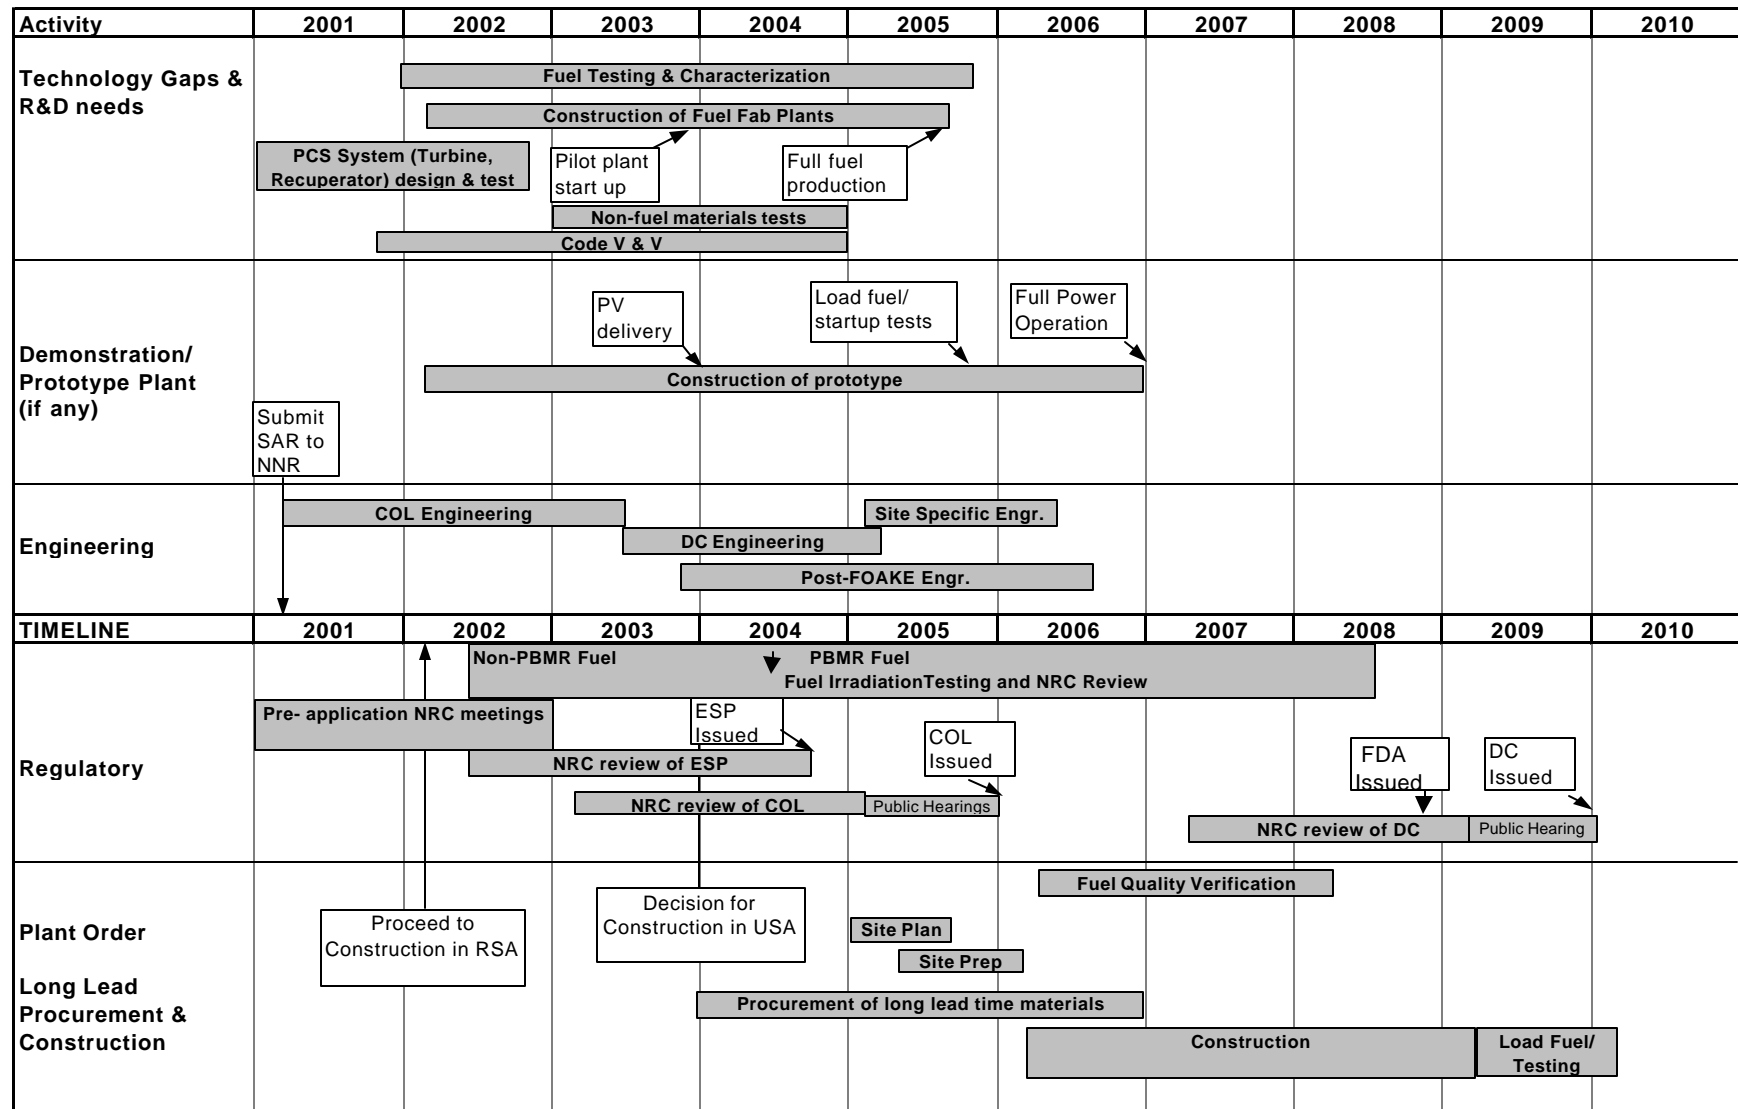 Activity 2001 2002 2003 2004 2005 2006 2007 2008 2009 2010
Technology Gaps &
R&D needs
Fuel Testing & Characterization
Construction of Fuel Fab Plants
PCS System (Turbine,
Recuperator) design & test
Pilot plant
start up
Full fuel
production
Non-fuel materials tests
Code V & V
Demonstration/
Prototype Plant
(if any)
PV
delivery
Load fuel/
startup tests
Full Power
Operation
Construction of prototype
Submit
SAR to
NNR
Engineering
COL Engineering
Site Specific Engr.
DC Engineering
Post-FOAKE Engr.
TIMELINE 2001 2002 2003 2004 2005 2006 2007 2008 2009 2010
Regulatory
Non-PBMR Fuel PBMR Fuel
Fuel IrradiationTesting and NRC Review
Pre- application NRC meetings
ESP
Issued
NRC review of ESP
COL
Issued
NRC review of COL
Public Hearings
FDA
Issued
DC
Issued
NRC review of DC
Public Hearing
Plant Order
Long Lead
Procurement &
Construction
Fuel Quality Verification
Proceed to
Construction in RSA
Decision for
Construction in USA
Site Plan
Site Prep
Procurement of long lead time materials
Construction
Load Fuel/
Testing